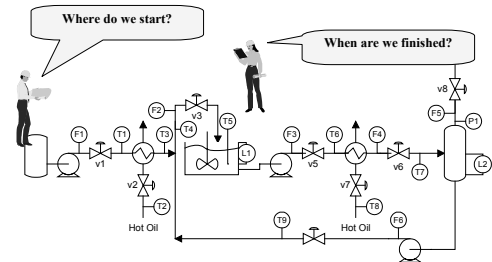 Where do we start?
When are we finished?
v8
F5
P1
F2
v3
T4
T5
F1
T1
T3
L1
F3
T6
F4
v1
v5
v6
T7
L2
v2
T2
v7
T8
Hot Oil
Hot Oil
T9
F6